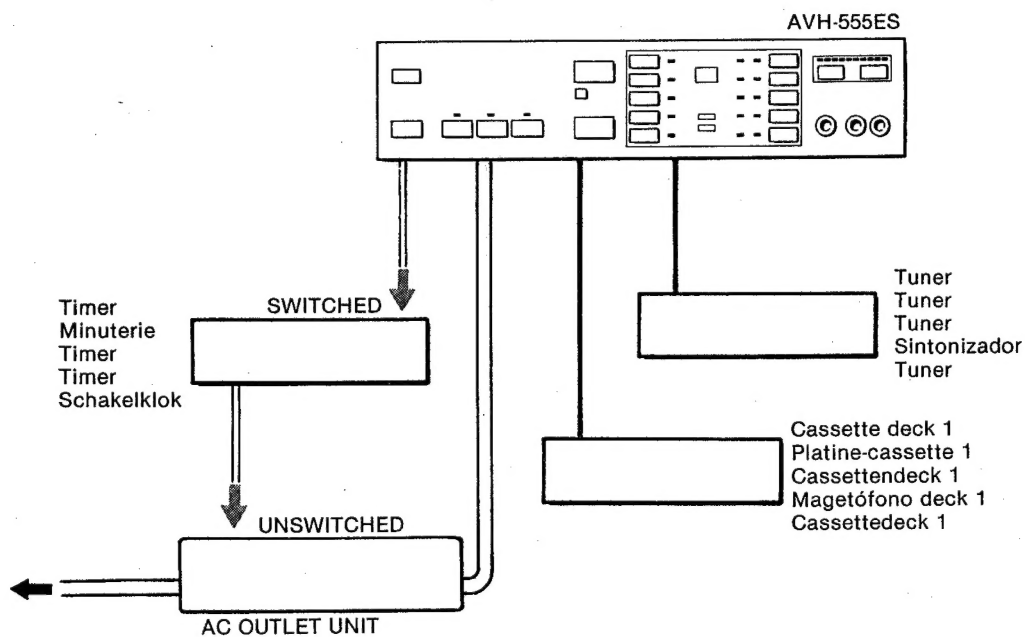 AVH-555ES
Timer
Minuterie
Timer
Timer
Schakelklok
SWITCHED
Tuner
Tuner
Tuner
Sintonizador
Tuner
Cassette deck 1
Platine-cassette 1
Cassettendeck 1
Magetófono deck 1
Cassettedeck 1
UNSWITCHED
AC OUTLET UNIT